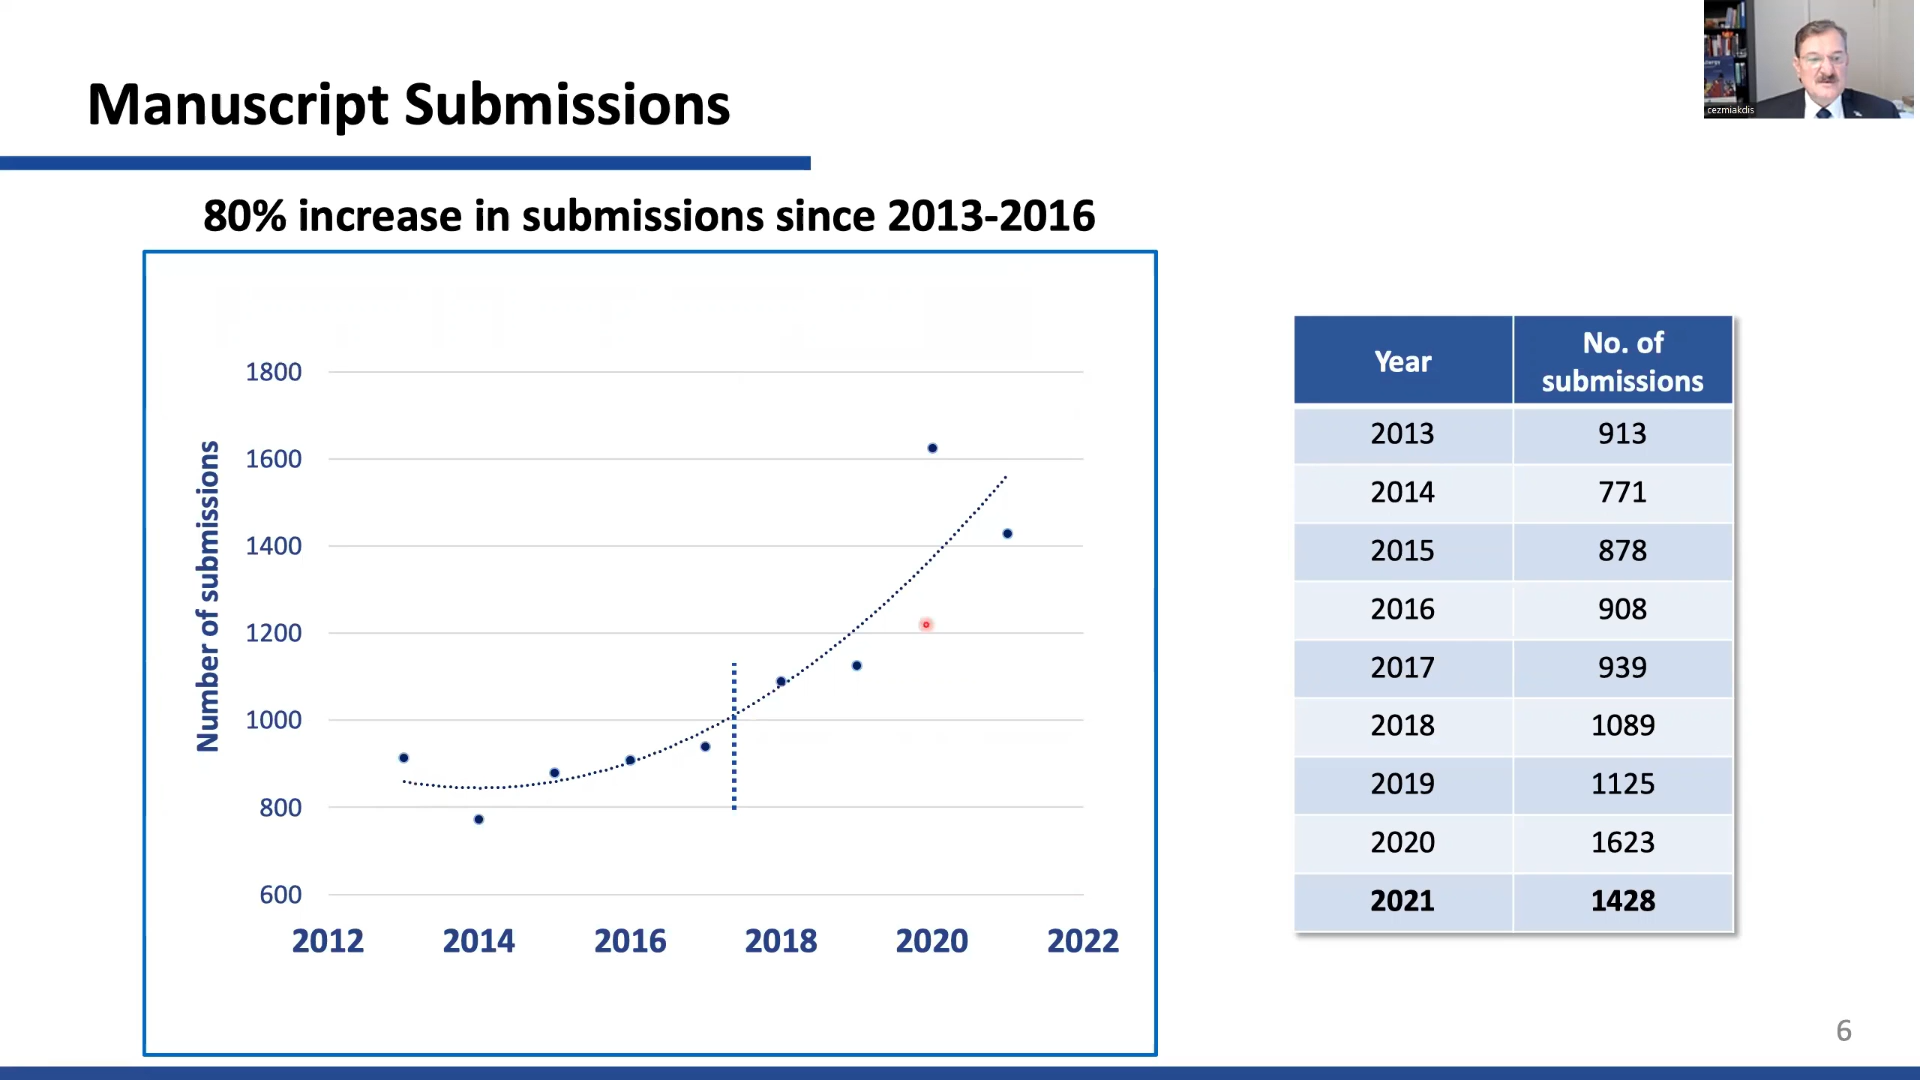 Manuscript Submissions
cezmiakdis
80% increase in submissions since 2013-2016
Number of submissions
1800
1600
1400
1200
1000
800
600
2012 2014 2016 2018 2020 2022
Year No. of submissions
2013 913
2014 771
2015 878
2016 908
2017 939
2018 1089
2019 1125
2020 1623
2021 1428
6